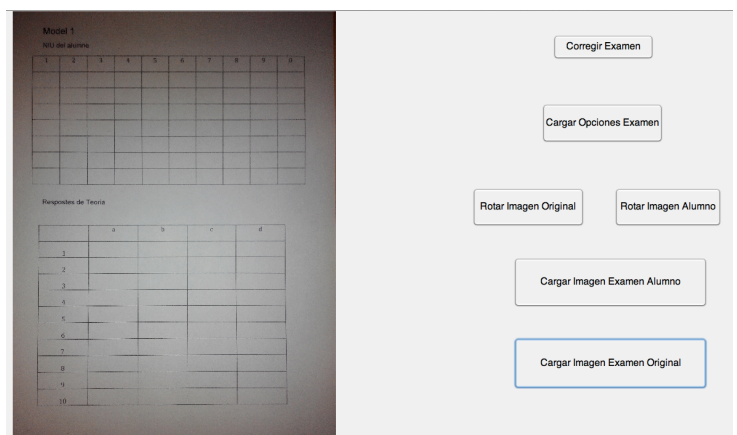 Model 1
NIU del alumne
1 2 3 4 5 6 7 8 9 0
Respostes de Teoria
a b c d
1
2
3
4
5
6
7
8
9
10
Corregir Examen
Cargar Opciones Examen
Rotar Imagen Original
Rotar Imagen Alumno
Cargar Imagen Examen Alumno
Cargar Imagen Examen Original